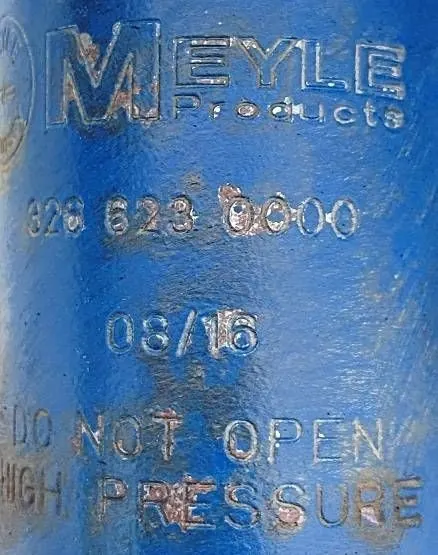 MEYLE
Products
326 623 0000
08/16
DO NOT OPEN
HIGH PRESSURE